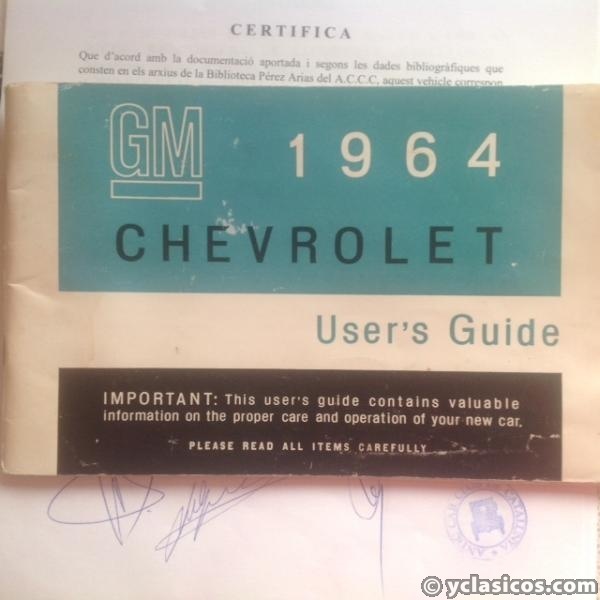 CERTIFICA
Que d'acord amb la documentació aportada i segons les dades bibliogràfiques que
consten en els arxius de la Biblioteca Pérez Arias del A.C.C.C, aquest vehicle correspon
GM
1964
CHEVROLET
User's Guide
IMPORTANT: This user's guide contains valuable
information on the proper care and operation of your new car.
PLEASE READ ALL ITEMS CAREFULLY
© yclasicos.com